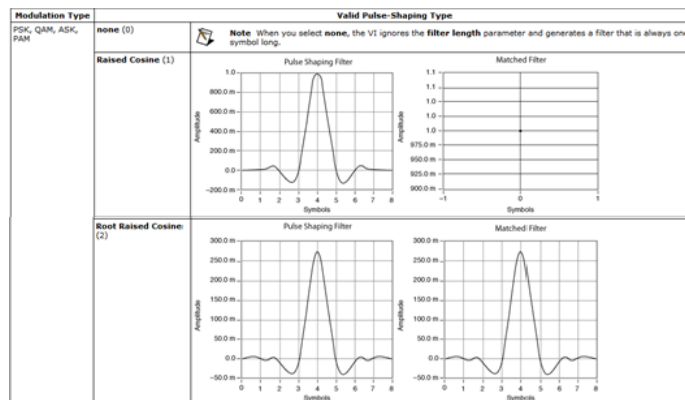 Modulation Type Valid Pulse-Shaping Type
PSK, QAM, ASK,
PAM
none (0)
Note When you select none, the VI ignores the filter length parameter and generates a filter that is always one
symbol long.
Raised Cosine (1)
Pulse Shaping Filter
Amplitude
1.0
800.0 m
600.0 m
400.0 m
200.0 m
0.0
−200.0 m
0 1 2 3 4 5 6 7 8
Symbols
Matched Filter
Amplitude
1.1
1.1
1.0
1.0
1.0
975.0 m
950.0 m
925.0 m
900.0 m
−1 0 1
Symbols
Root Raised Cosine
(2)
Pulse Shaping Filter
Amplitude
300.0 m
250.0 m
200.0 m
150.0 m
100.0 m
50.0 m
0.0
−50.0 m
0 1 2 3 4 5 6 7 8
Symbols
Matched Filter
Amplitude
300.0 m
250.0 m
200.0 m
150.0 m
100.0 m
50.0 m
0.0
−50.0 m
0 1 2 3 4 5 6 7 8
Symbols